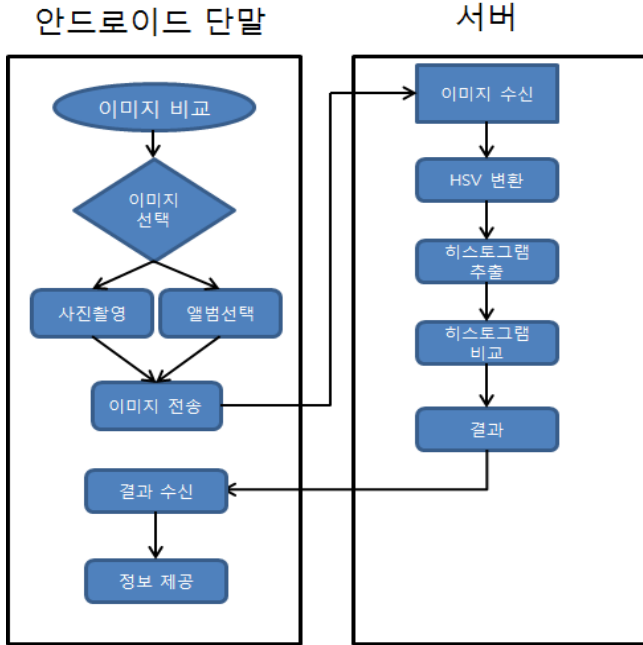 안드로이드 단말
서버
이미지 비교
이미지
선택
사진촬영
앨범선택
이미지 전송
결과 수신
정보 제공
이미지 수신
HSV 변환
히스토그램
추출
히스토그램
비교
결과